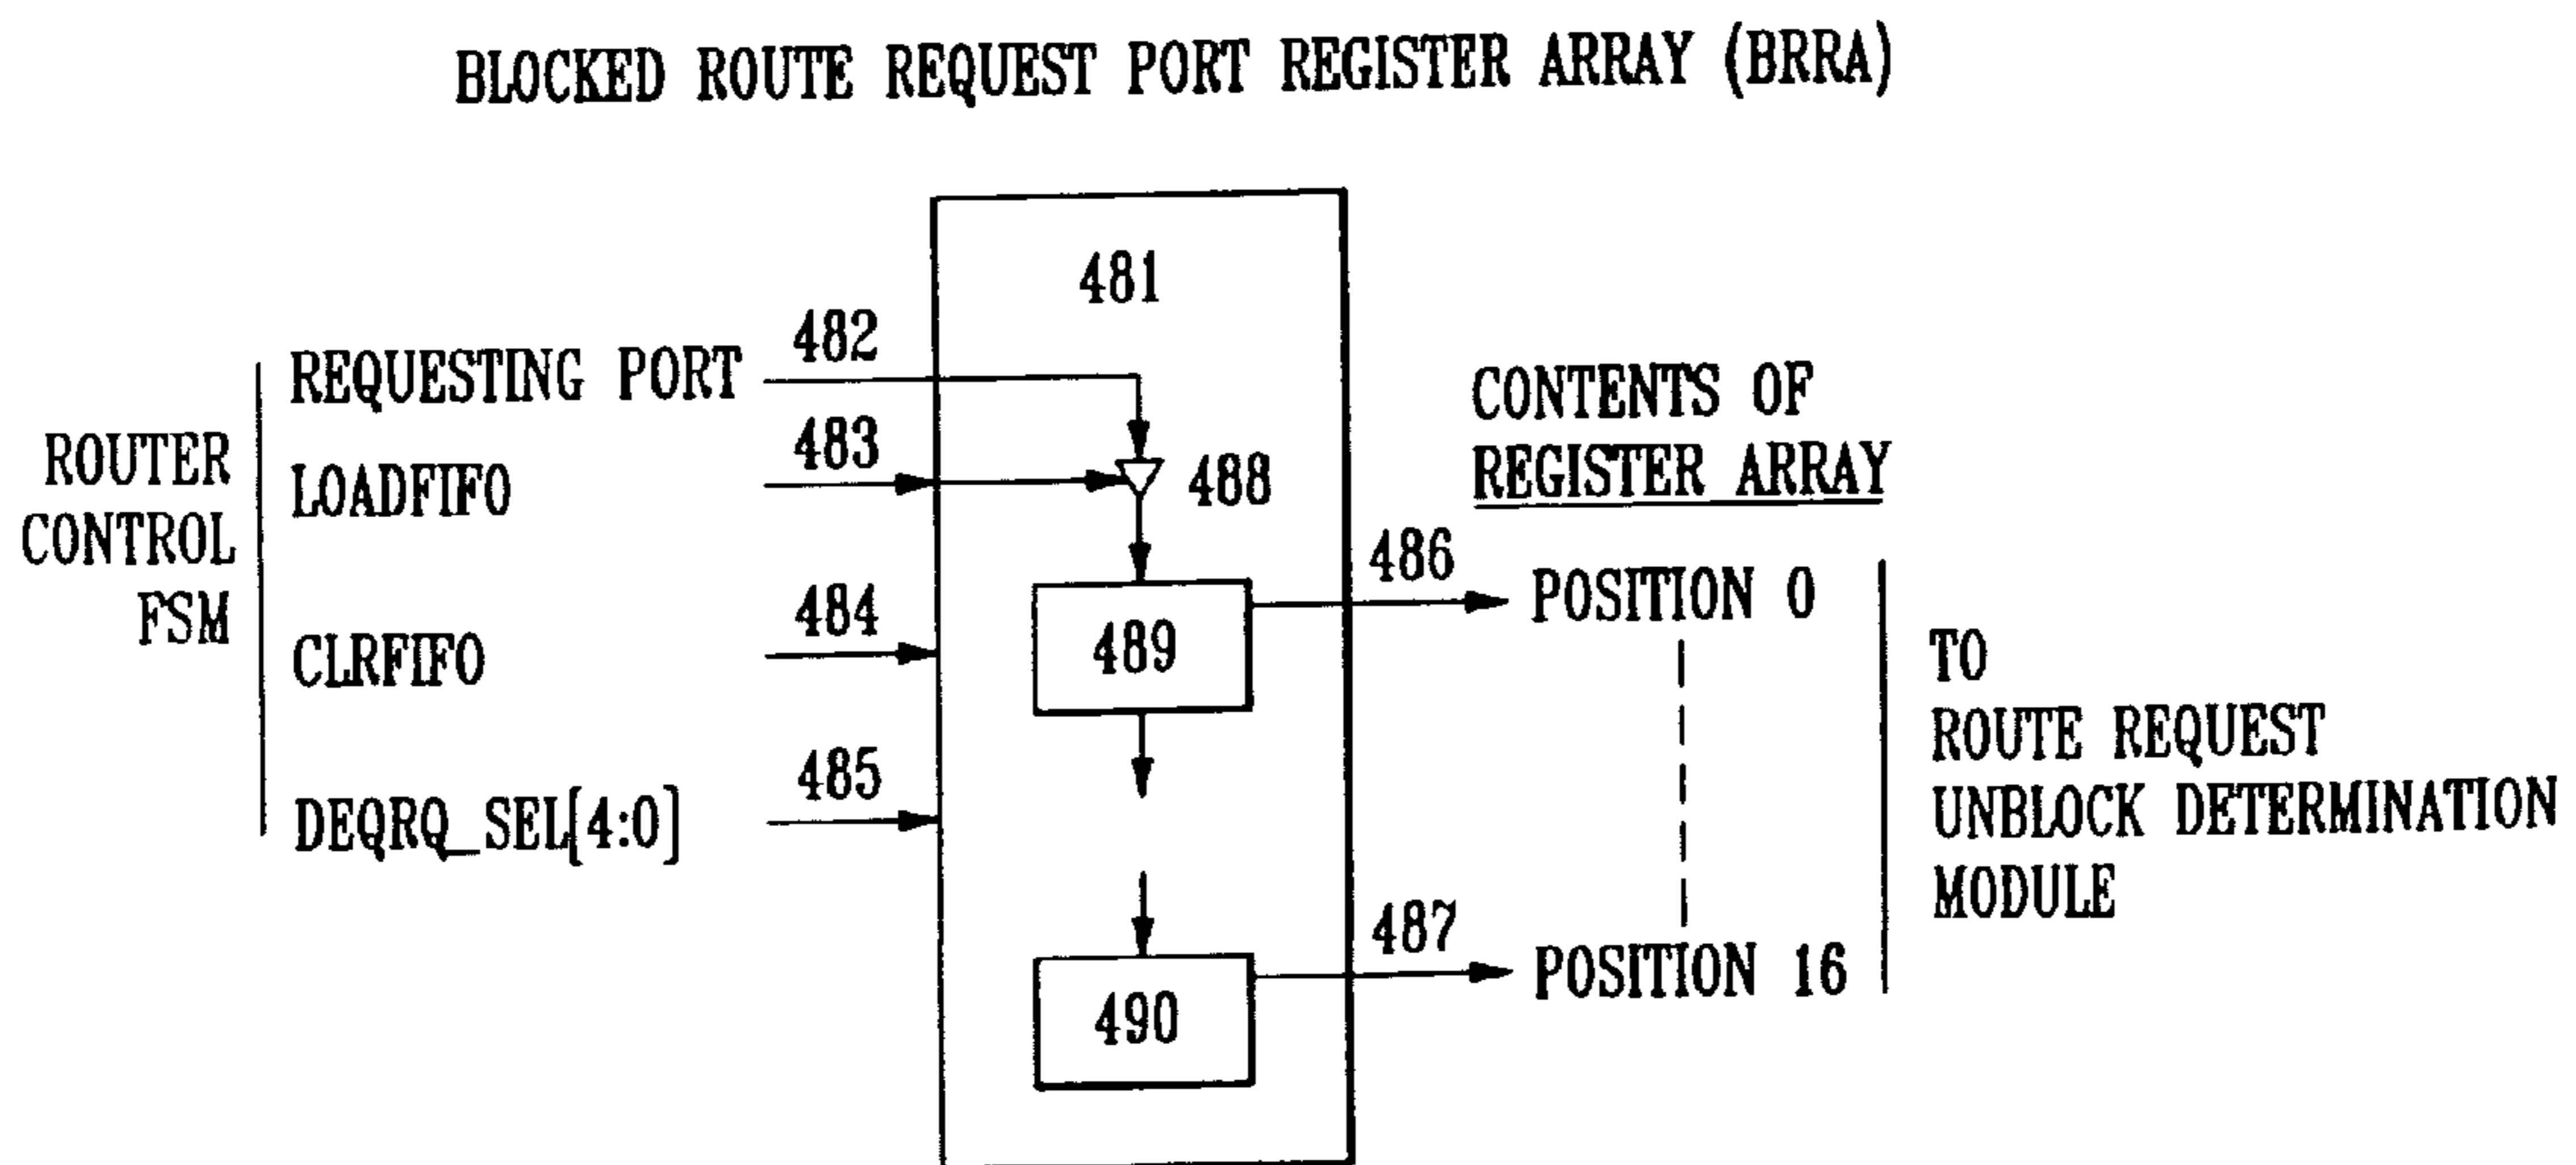 BLOCKED ROUTE REQUEST PORT REGISTER ARRAY (BRRA)
ROUTER
CONTROL
FSM
REQUESTING PORT
LOADFIFO
CLRFIFO
DEQRQ_SEL[4:0]
482
483
484
485
481
488
489
490
486
487
CONTENTS OF
REGISTER ARRAY
POSITION 0
POSITION 16
TO
ROUTE REQUEST
UNBLOCK DETERMINATION
MODULE